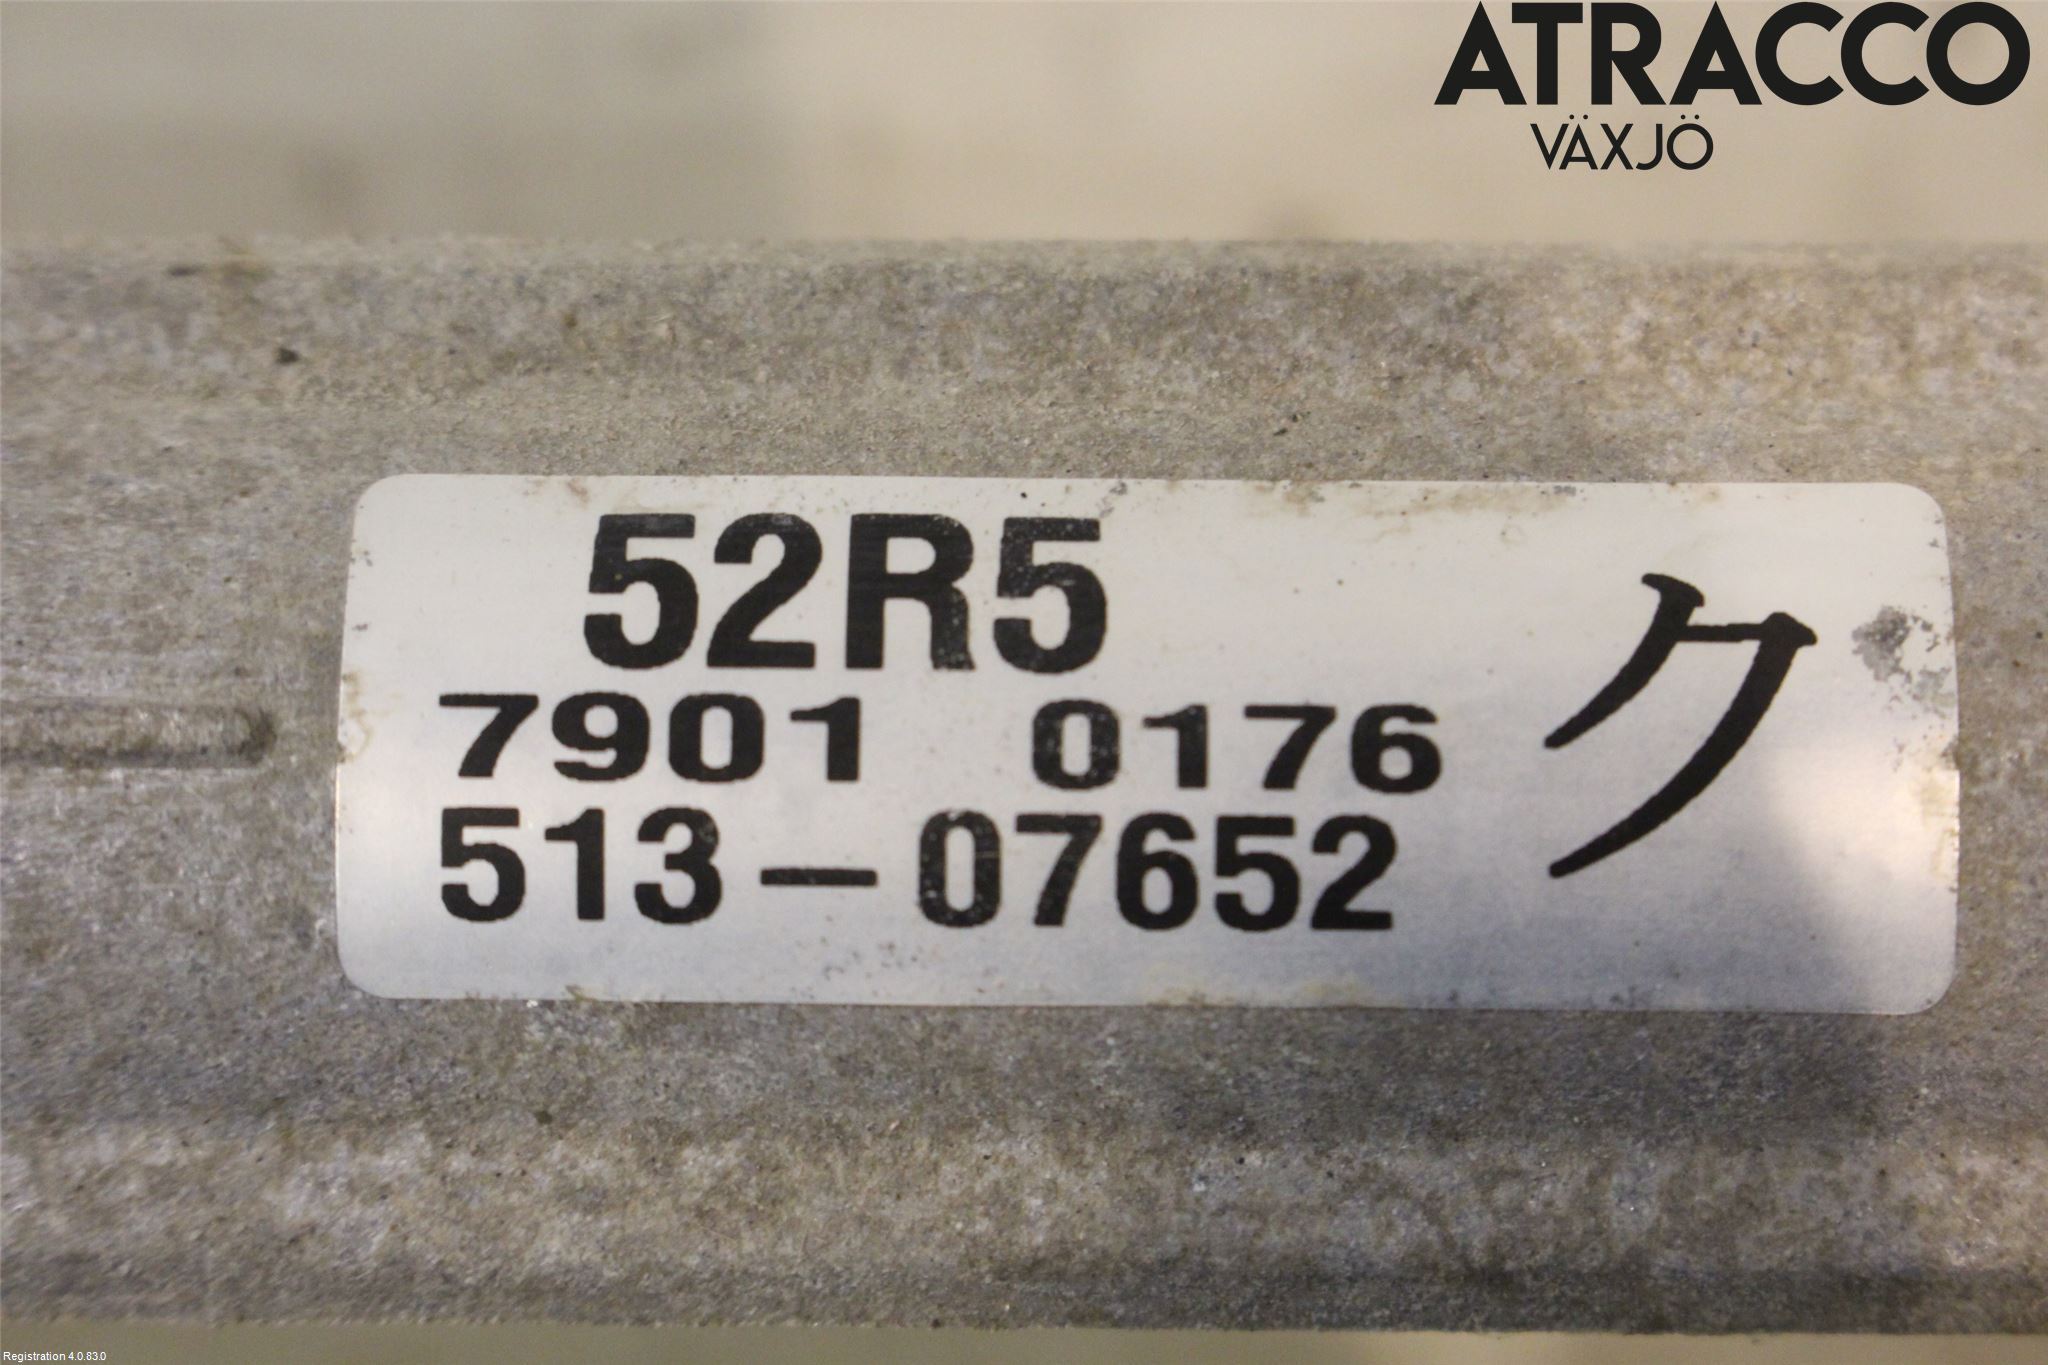 ATRACCO
VÄXJÖ
52R5
7901 0176
513-07652
ク
Registration 4.0.83.0